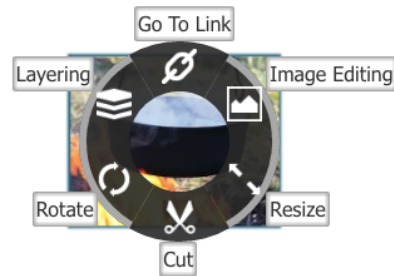 Go To Link
Layering
Image Editing
Rotate
Resize
Cut